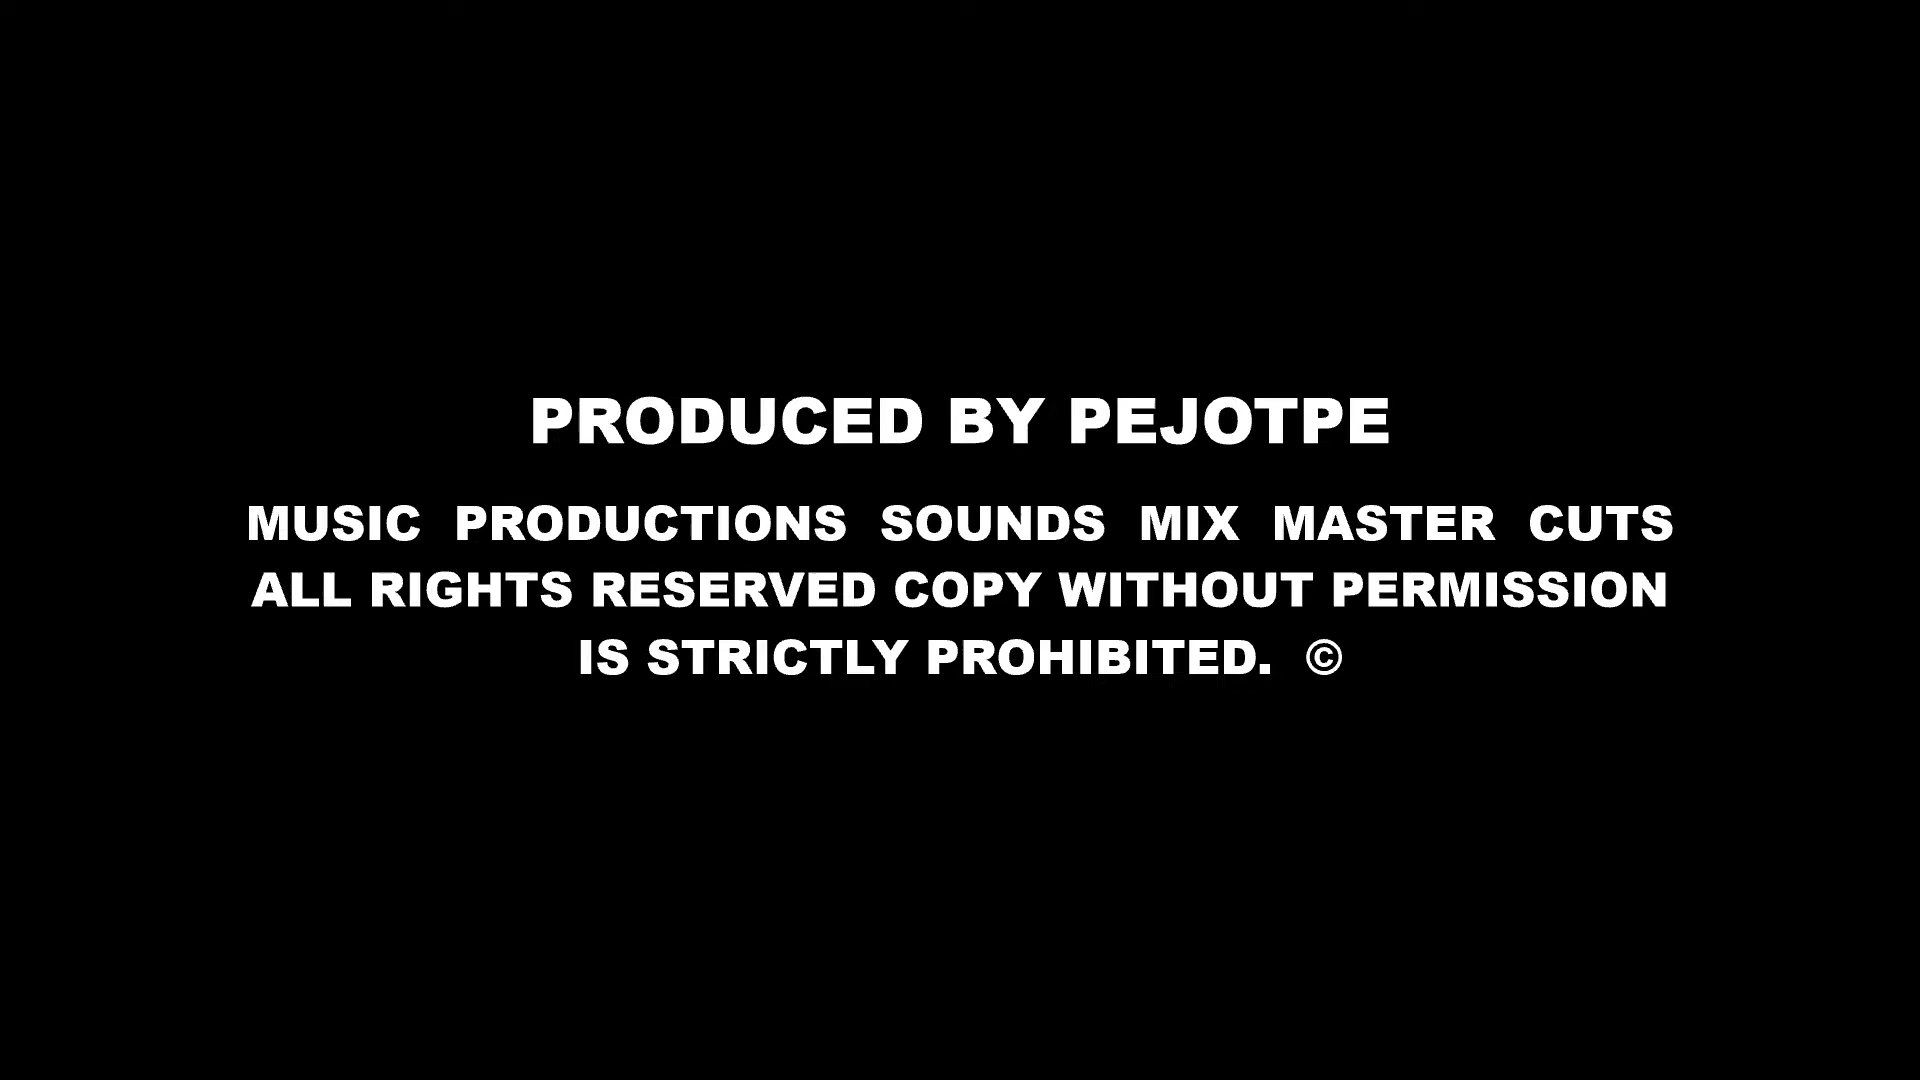 PRODUCED BY PEJOTPE
MUSIC PRODUCTIONS SOUNDS MIX MASTER CUTS
ALL RIGHTS RESERVED COPY WITHOUT PERMISSION
IS STRICTLY PROHIBITED. ©